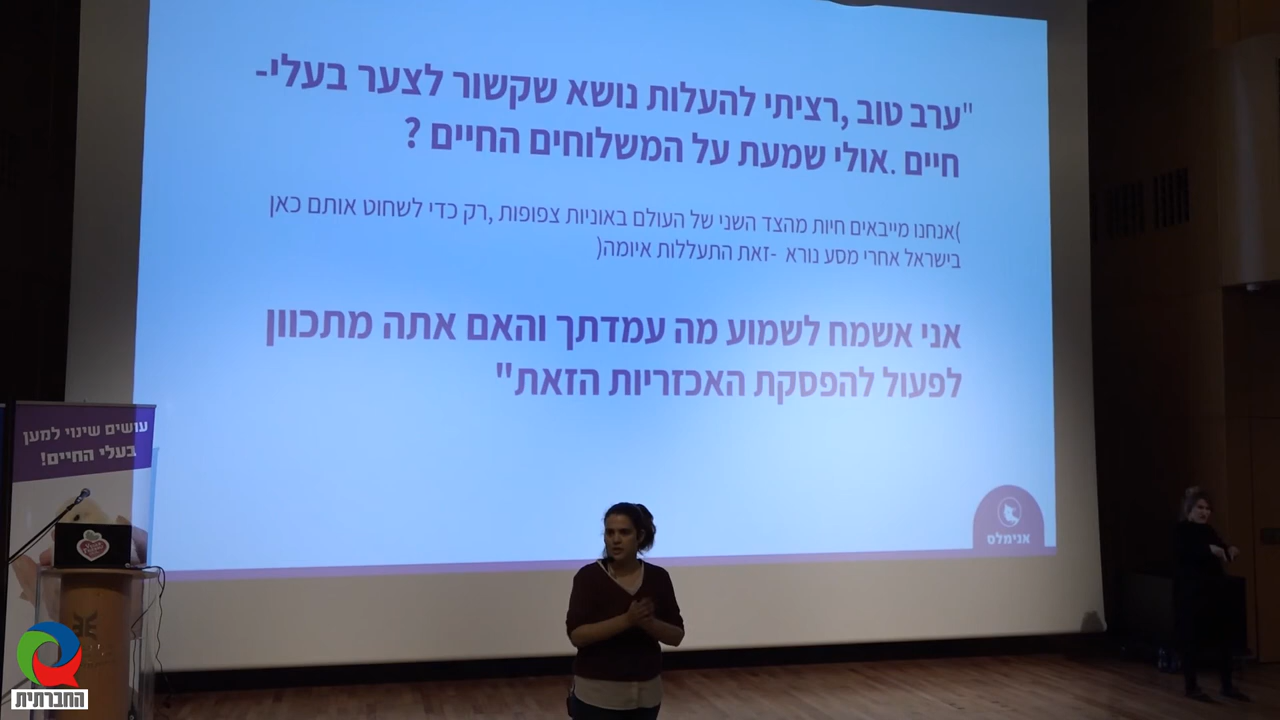 "ערב טוב ,רציתי להעלות נושא שקשור לצער בעלי-
חיים .אולי שמעת על המשלוחים החיים ?
)אנחנו מייבאים חיות מהצד השני של העולם באוניות צפופות ,רק כדי לשחוט אותם כאן
בישראל אחרי מסע נורא -זאת התעללות איומה(
אני אשמח לשמוע מה עמדתך והאם אתה מתכוון
לפעול להפסקת האכזריות הזאת"
אנימלס
עושים שינוי למען
בעלי החיים!
החברתית